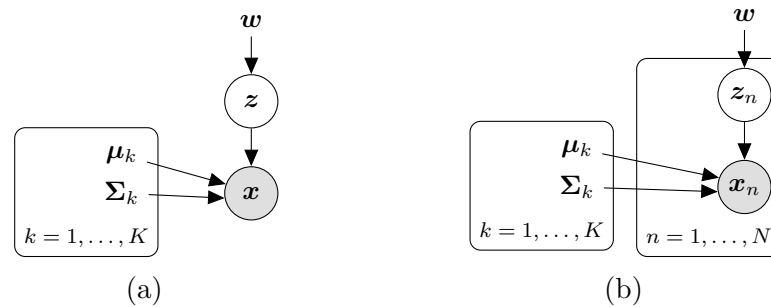 w
z
μ_k
Σ_k
x
k = 1, . . . , K
(a)
w
z_n
μ_k
Σ_k
x_n
k = 1, . . . , K
n = 1, . . . , N
(b)